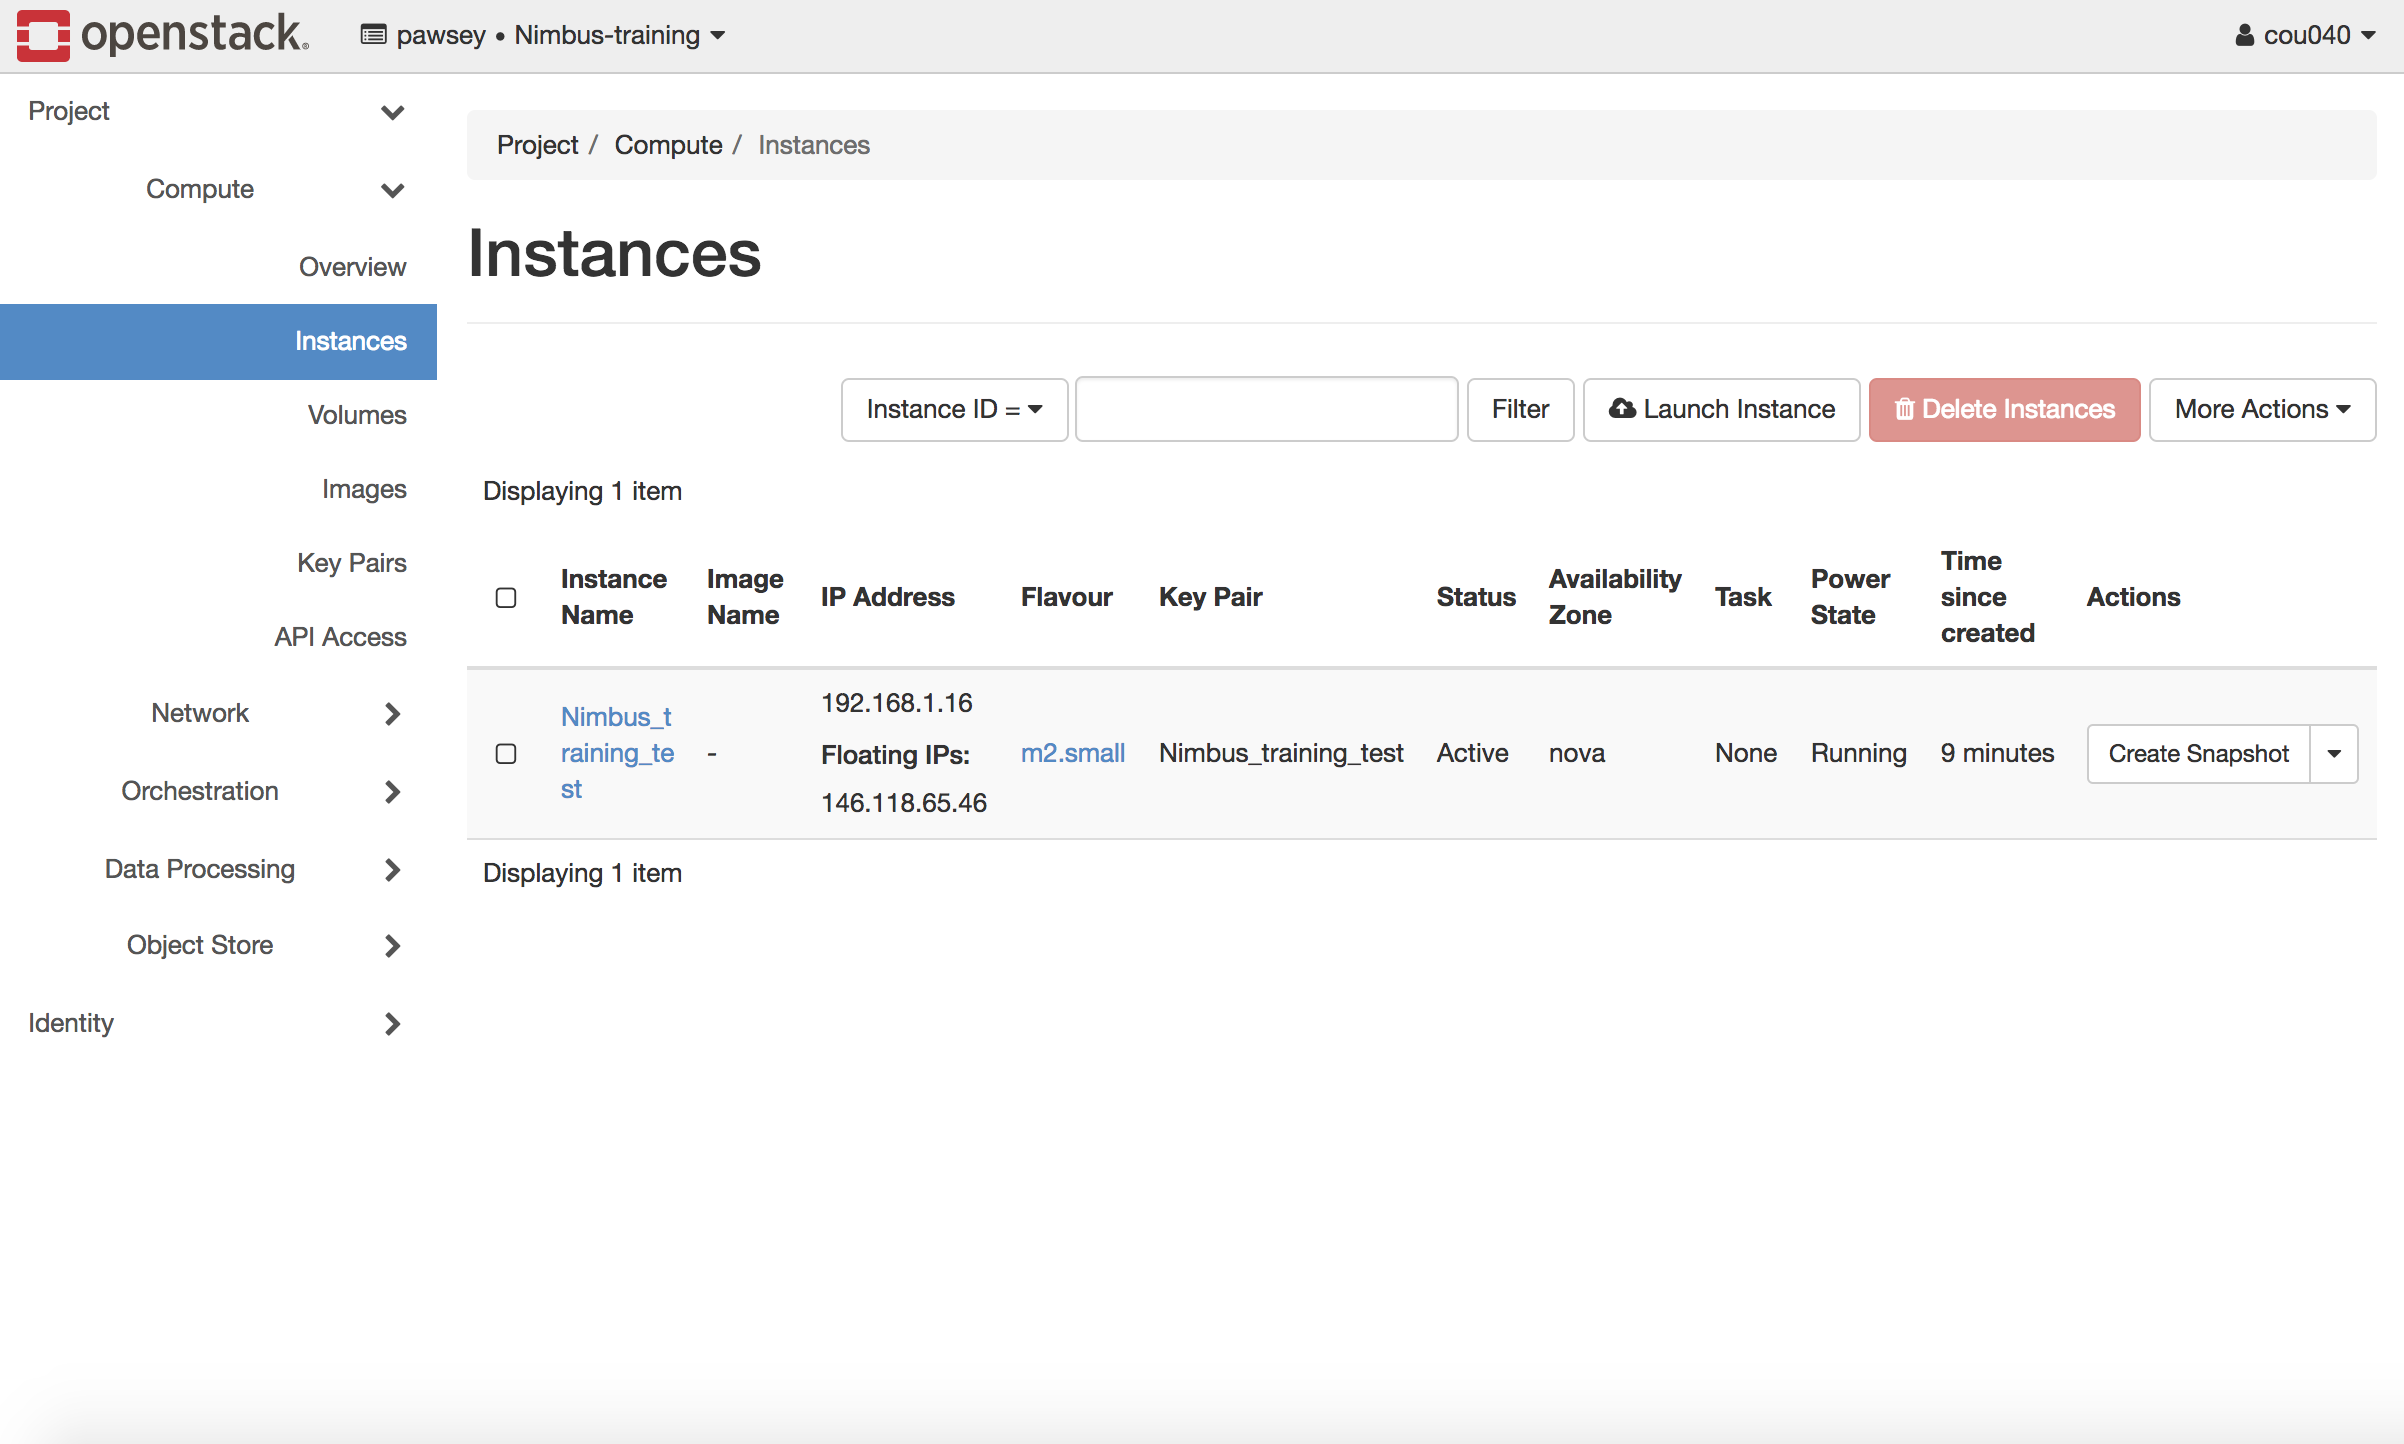 openstack.
pawsey • Nimbus-training
cou040
Project
Compute
Overview
Instances
Volumes
Images
Key Pairs
API Access
Network
Orchestration
Data Processing
Object Store
Identity
Project / Compute / Instances
Instances
Instance ID =
Filter
Launch Instance
Delete Instances
More Actions
Displaying 1 item
Instance Name
Image Name
IP Address
Flavour
Key Pair
Status
Availability Zone
Task
Power State
Time since created
Actions
Nimbus_t
raining_te
st
-
192.168.1.16
Floating IPs:
146.118.65.46
m2.small
Nimbus_training_test
Active
nova
None
Running
9 minutes
Create Snapshot
Displaying 1 item